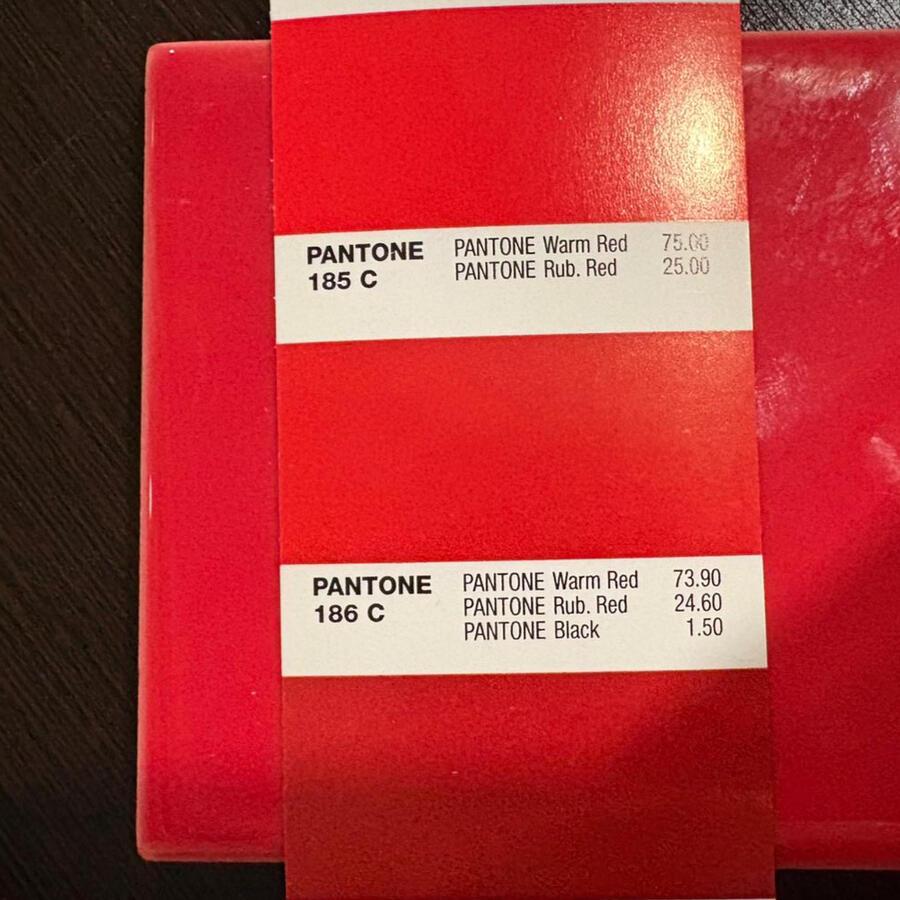 PANTONE
185 C
PANTONE Warm Red 75.00
PANTONE Rub. Red 25.00
PANTONE
186 C
PANTONE Warm Red 73.90
PANTONE Rub. Red 24.60
PANTONE Black 1.50